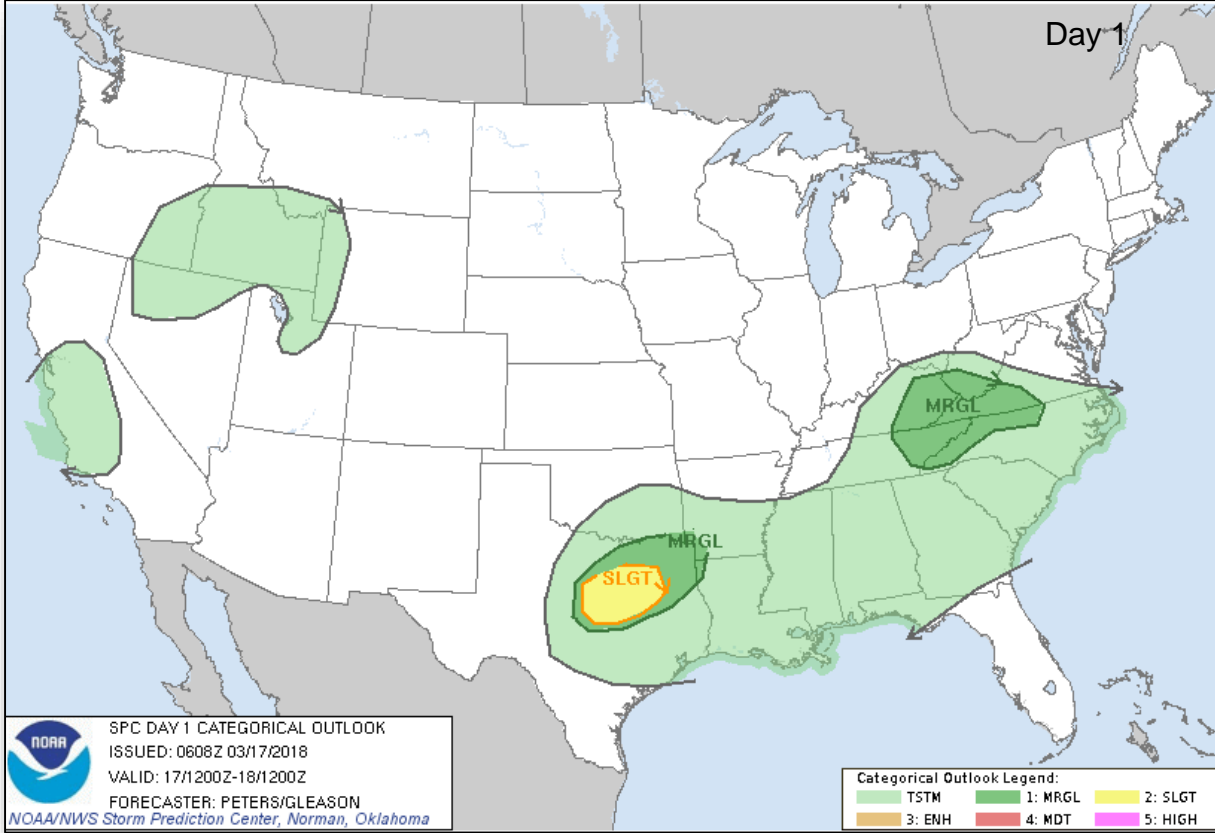 Day 1
MRGL
MRGL
SLGT
NOAA
SPC DAY 1 CATEGORICAL OUTLOOK
ISSUED: 0608Z 03/17/2018
VALID: 17/1200Z-18/1200Z
FORECASTER: PETERS/GLEASON
NOAA/NWS Storm Prediction Center, Norman, Oklahoma
Categorical Outlook Legend:
TSTM 1: MRGL 2: SLGT
3: ENH 4: MDT 5: HIGH